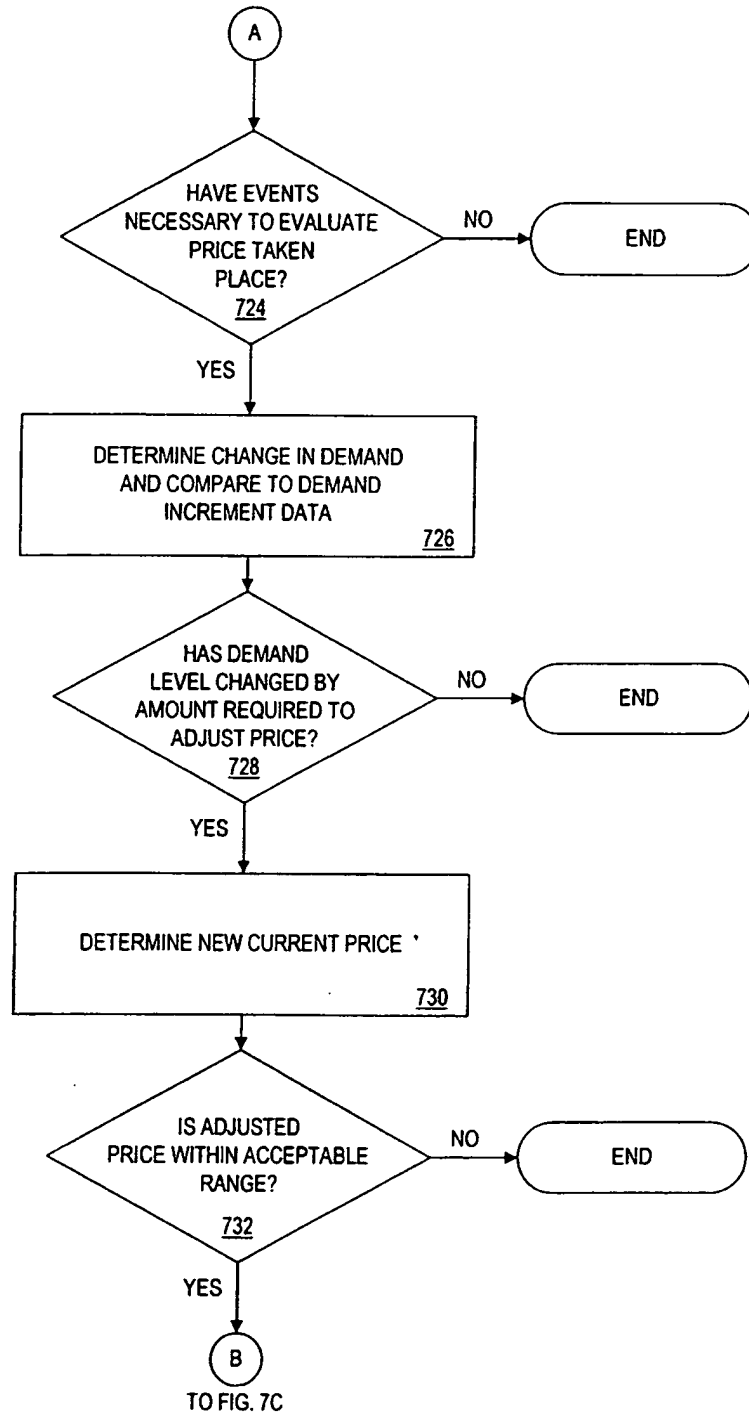 A
HAVE EVENTS
NECESSARY TO EVALUATE
PRICE TAKEN
PLACE?
724
NO
END
YES
DETERMINE CHANGE IN DEMAND
AND COMPARE TO DEMAND
INCREMENT DATA
726
HAS DEMAND
LEVEL CHANGED BY
AMOUNT REQUIRED TO
ADJUST PRICE?
728
NO
END
YES
DETERMINE NEW CURRENT PRICE
730
IS ADJUSTED
PRICE WITHIN ACCEPTABLE
RANGE?
732
NO
END
YES
B
TO FIG. 7C